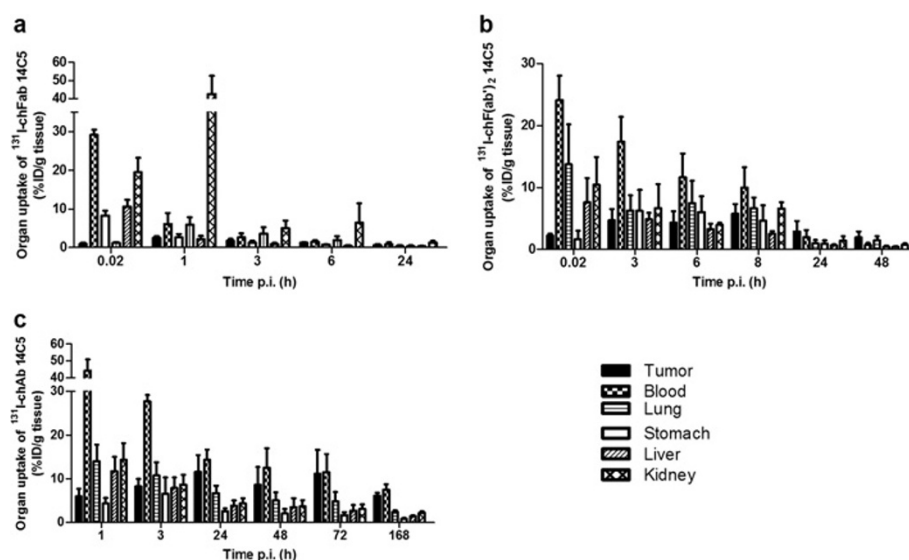 a
Organ uptake of ¹³¹I-chFab 14C5
(%ID/g tissue)
60
50
40
30
20
10
0
0.02 1 3 6 24
Time p.i. (h)
b
Organ uptake of ¹³¹I-chF(ab')₂ 14C5
(%ID/g tissue)
30
20
10
0
0.02 3 6 8 24 48
Time p.i. (h)
c
Organ uptake of ¹³¹I-chAb 14C5
(%ID/g tissue)
60
50
40
30
20
10
0
1 3 24 48 72 168
Time p.i. (h)
Tumor
Blood
Lung
Stomach
Liver
Kidney